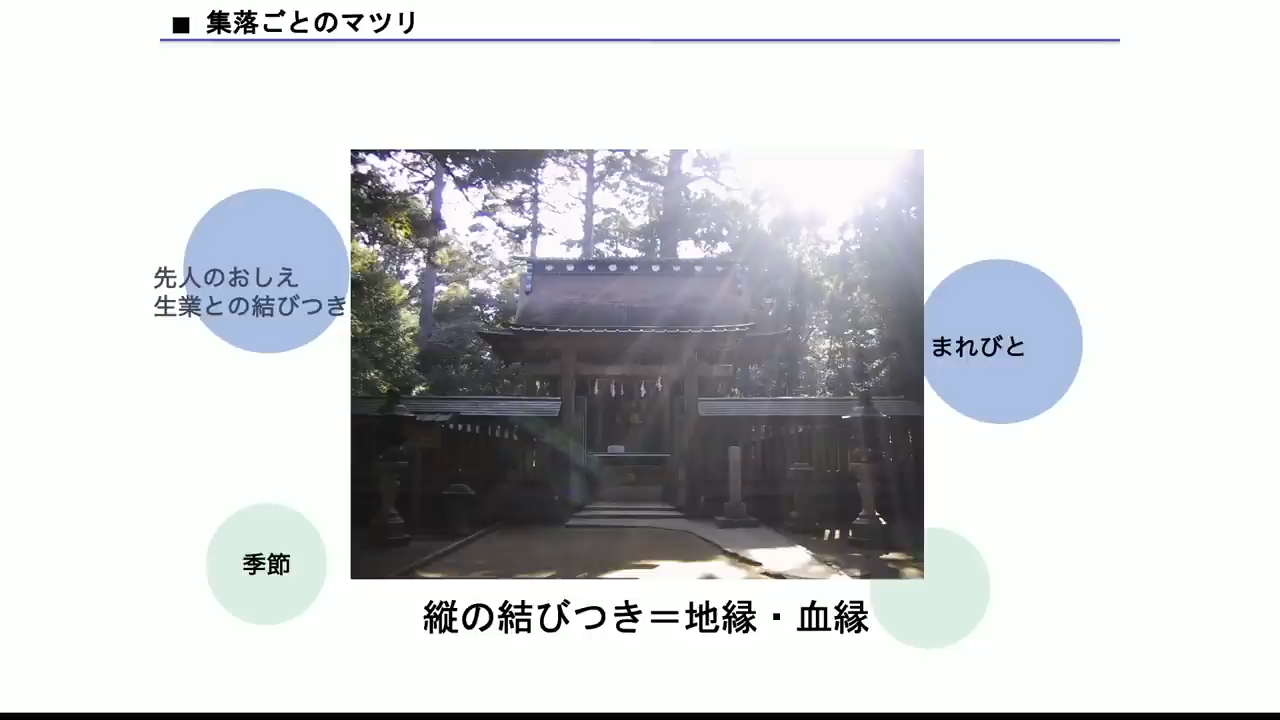 ■ 集落ごとのマツリ
先人のおしえ
生業との結びつき
まれびと
季節
縦の結びつき＝地縁・血縁